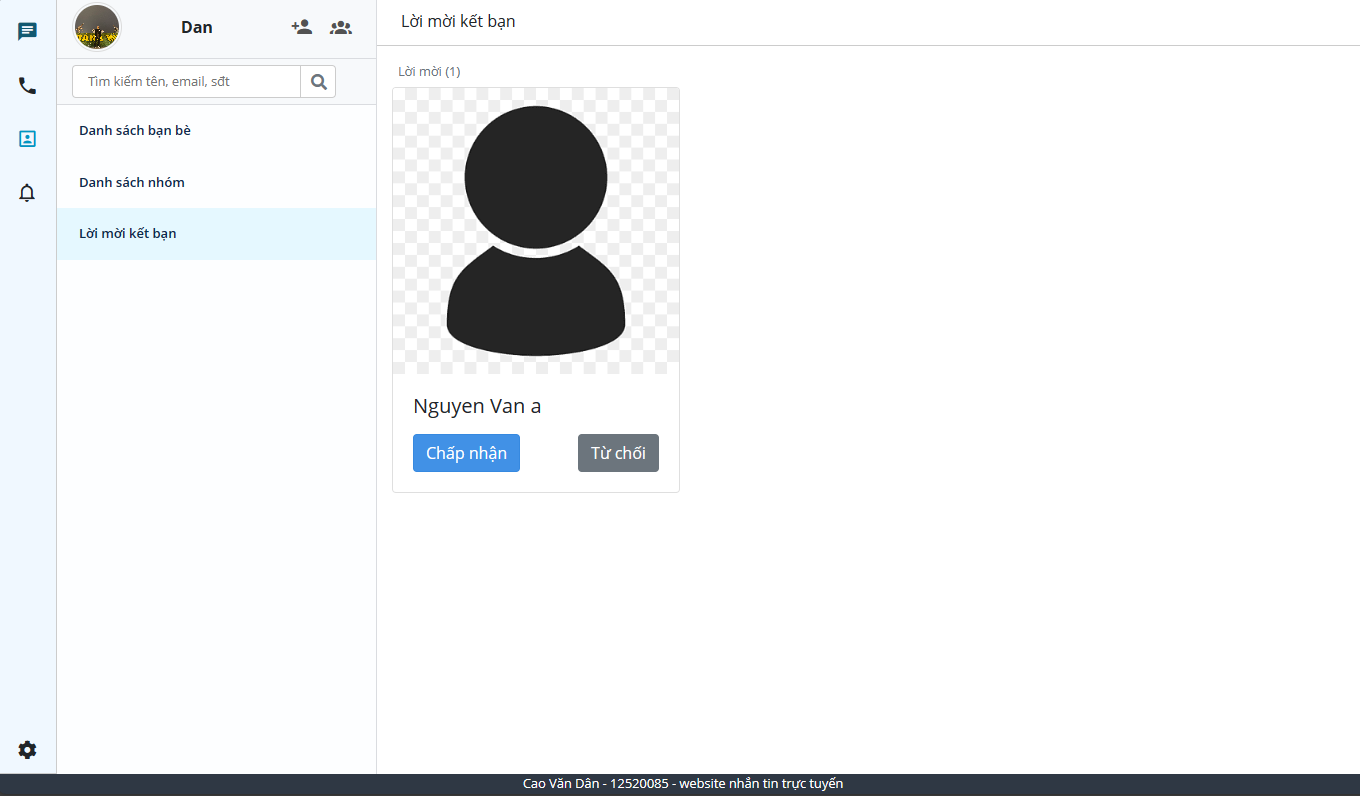 Dan
Tìm kiếm tên, email, sđt
Danh sách bạn bè
Danh sách nhóm
Lời mời kết bạn
Lời mời kết bạn
Lời mời (1)
Nguyen Van a
Chấp nhận
Từ chối
Cao Văn Dân - 12520085 - website nhắn tin trực tuyến